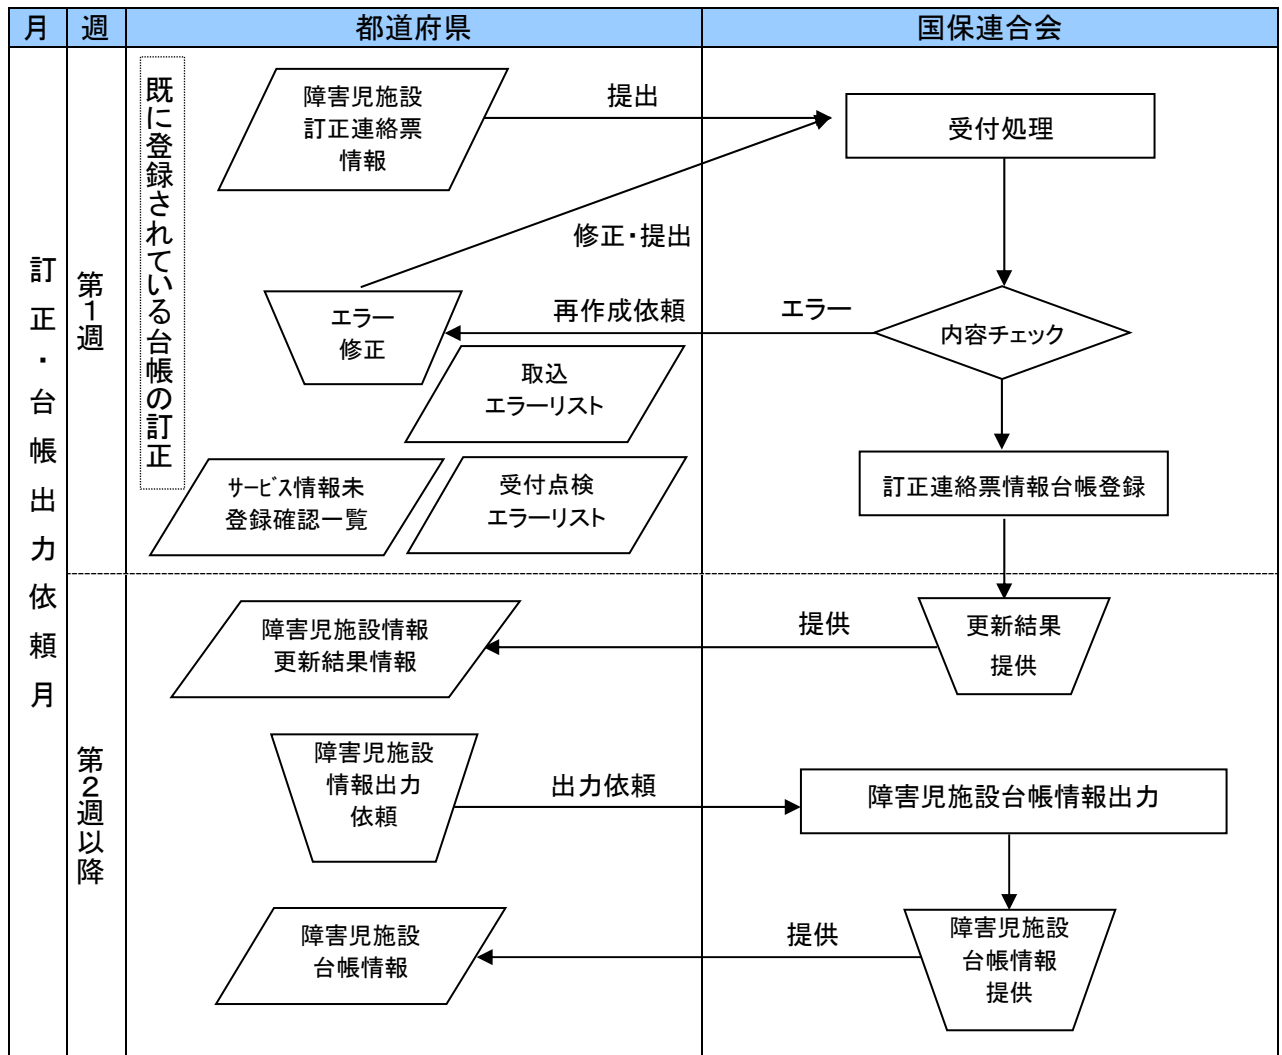 月
週
都道府県
国保連合会
訂正・台帳出力依頼月
第1週
既に登録されている台帳の訂正
障害児施設
訂正連絡票
情報
提出
受付処理
修正・提出
エラー
修正
再作成依頼
エラー
内容チェック
取込
エラーリスト
サービス情報未
登録確認一覧
受付点検
エラーリスト
訂正連絡票情報台帳登録
第2週以降
障害児施設情報
更新結果情報
提供
更新結果
提供
障害児施設
情報出力
依頼
出力依頼
障害児施設台帳情報出力
障害児施設
台帳情報
提供
障害児施設
台帳情報
提供